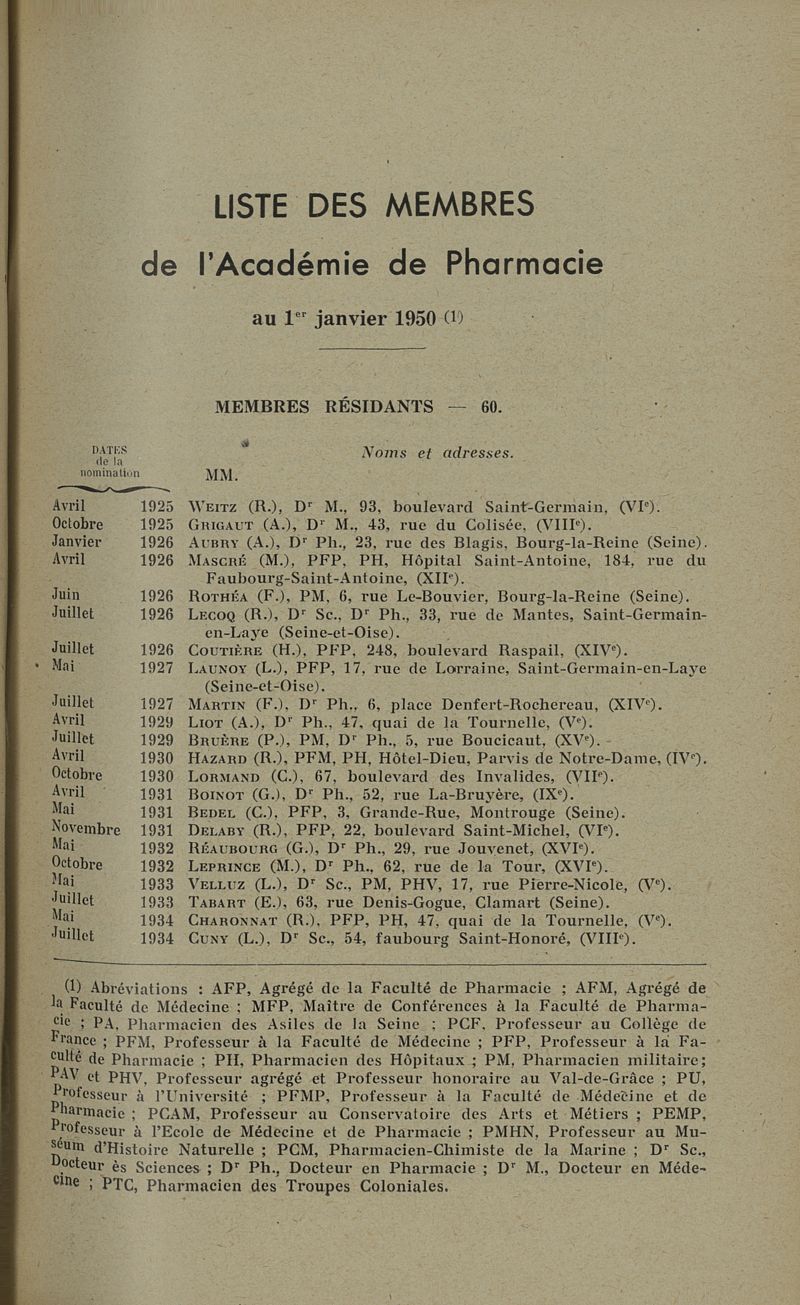 LISTE DES MEMBRES
de l'Académie de Pharmacie
au 1er janvier 1950 (1)
MEMBRES RÉSIDANTS — 60.
DATES
de la
nomination
Noms et adresses.
MM.
Avril 1925 WEITZ (R.), Dr M., 93, boulevard Saint-Germain, (VIe).
Octobre 1925 GRIGAUT (A.), Dr M., 43, rue du Colisée, (VIIIe).
Janvier 1926 AUBRY (A.), Dr Ph., 23, rue des Blagis, Bourg-la-Reine (Seine).
Avril 1926 MASCRÉ (M.), PFP, PH, Hôpital Saint-Antoine, 184, rue du
Faubourg-Saint-Antoine, (XIIe).
Juin 1926 ROTHÉA (F.), PM, 6, rue Le-Bouvier, Bourg-la-Reine (Seine).
Juillet 1926 LECOQ (R.), Dr Sc., Dr Ph., 33, rue de Mantes, Saint-Germain-
en-Laye (Seine-et-Oise).
Juillet 1926 COUTIÈRE (H.), PFP, 248, boulevard Raspail, (XIVe).
Mai 1927 LAUNOY (L.), PFP, 17, rue de Lorraine, Saint-Germain-en-Laye
(Seine-et-Oise).
Juillet 1927 MARTIN (F.), Dr Ph., 6, place Denfert-Rochereau, (XIVe).
Avril 1929 LIOT (A.), Dr Ph., 47, quai de la Tournelle, (Ve).
Juillet 1929 BRUÈRE (P.), PM, Dr Ph., 5, rue Boucicaut, (XVe).
Avril 1930 HAZARD (R.), PFM, PH, Hôtel-Dieu, Parvis de Notre-Dame, (IVe).
Octobre 1930 LORMAND (C.), 67, boulevard des Invalides, (VIIe).
Avril 1931 BOINOT (G.), Dr Ph., 52, rue La-Bruyère, (IXe).
Mai 1931 BEDEL (C.), PFP, 3, Grande-Rue, Montrouge (Seine).
Novembre 1931 DELABY (R.), PFP, 22, boulevard Saint-Michel, (VIe).
Mai 1932 RÉAUBOURG (G.), Dr Ph., 29, rue Jouvenet, (XVIe).
Octobre 1932 LEPRINCE (M.), Dr Ph., 62, rue de la Tour, (XVIe).
Mai 1933 VELLUZ (L.), Dr Sc., PM, PHV, 17, rue Pierre-Nicole, (Ve).
Juillet 1933 TABART (E.), 63, rue Denis-Gogue, Clamart (Seine).
Mai 1934 CHARONNAT (R.), PFP, PH, 47, quai de la Tournelle, (Ve).
Juillet 1934 CUNY (L.), Dr Sc., 54, faubourg Saint-Honoré, (VIIIe).
(1) Abréviations : AFP, Agrégé de la Faculté de Pharmacie ; AFM, Agrégé de
la Faculté de Médecine ; MFP, Maître de Conférences à la Faculté de Pharma-
cie ; PA, Pharmacien des Asiles de la Seine ; PCF, Professeur au Collège de
France ; PFM, Professeur à la Faculté de Médecine ; PFP, Professeur à la Fa-
culté de Pharmacie ; PH, Pharmacien des Hôpitaux ; PM, Pharmacien militaire;
PAV et PHV, Professeur agrégé et Professeur honoraire au Val-de-Grâce ; PU,
Professeur à l'Université ; PFMP, Professeur à la Faculté de Médecine et de
Pharmacie ; PCAM, Professeur au Conservatoire des Arts et Métiers ; PEMP,
Professeur à l'Ecole de Médecine et de Pharmacie ; PMHN, Professeur au Mu-
séum d'Histoire Naturelle ; PCM, Pharmacien-Chimiste de la Marine ; Dr Sc.,
Docteur ès Sciences ; Dr Ph., Docteur en Pharmacie ; Dr M., Docteur en Méde-
cine ; PTC, Pharmacien des Troupes Coloniales.